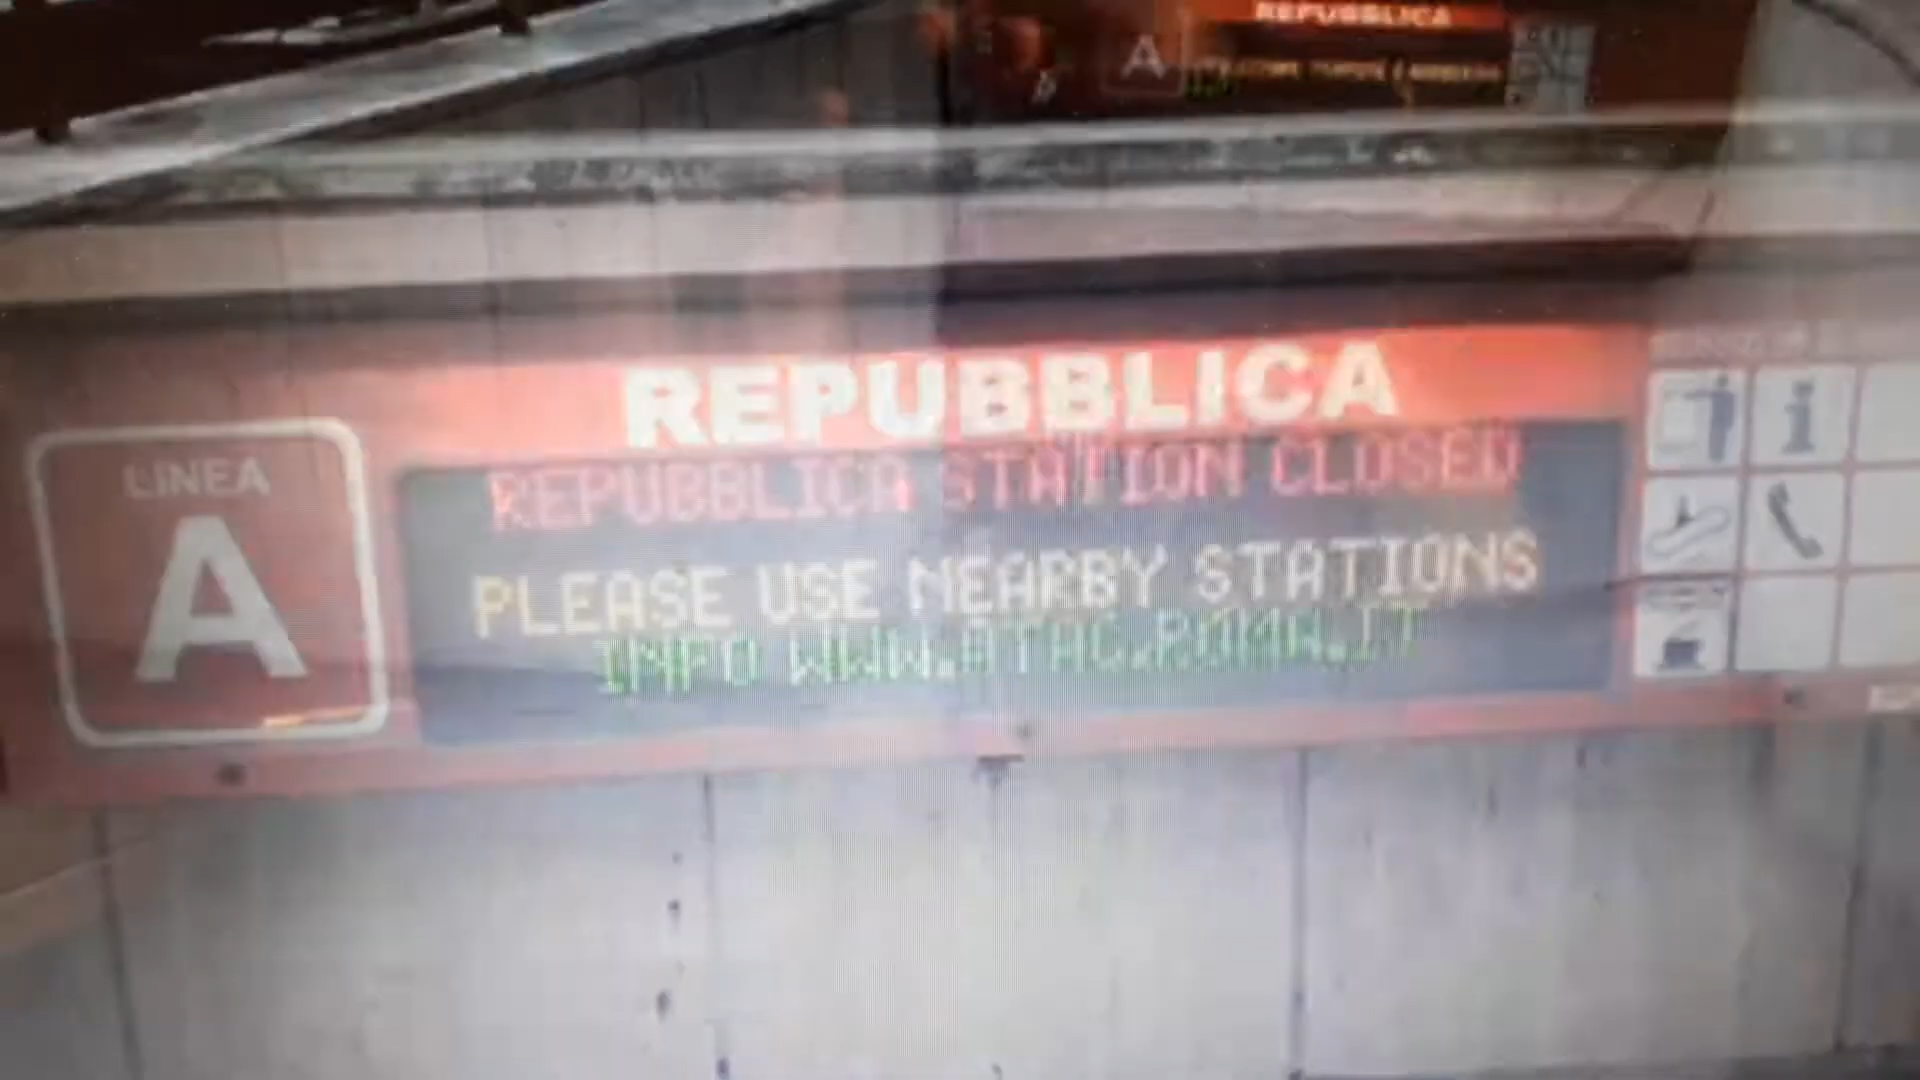 REPUBBLICA
A
REPUBBLICA
LINEA
A
REPUBBLICA STATION CLOSED
PLEASE USE NEARBY STATIONS
INFO WWW.ATAC.ROMA.IT